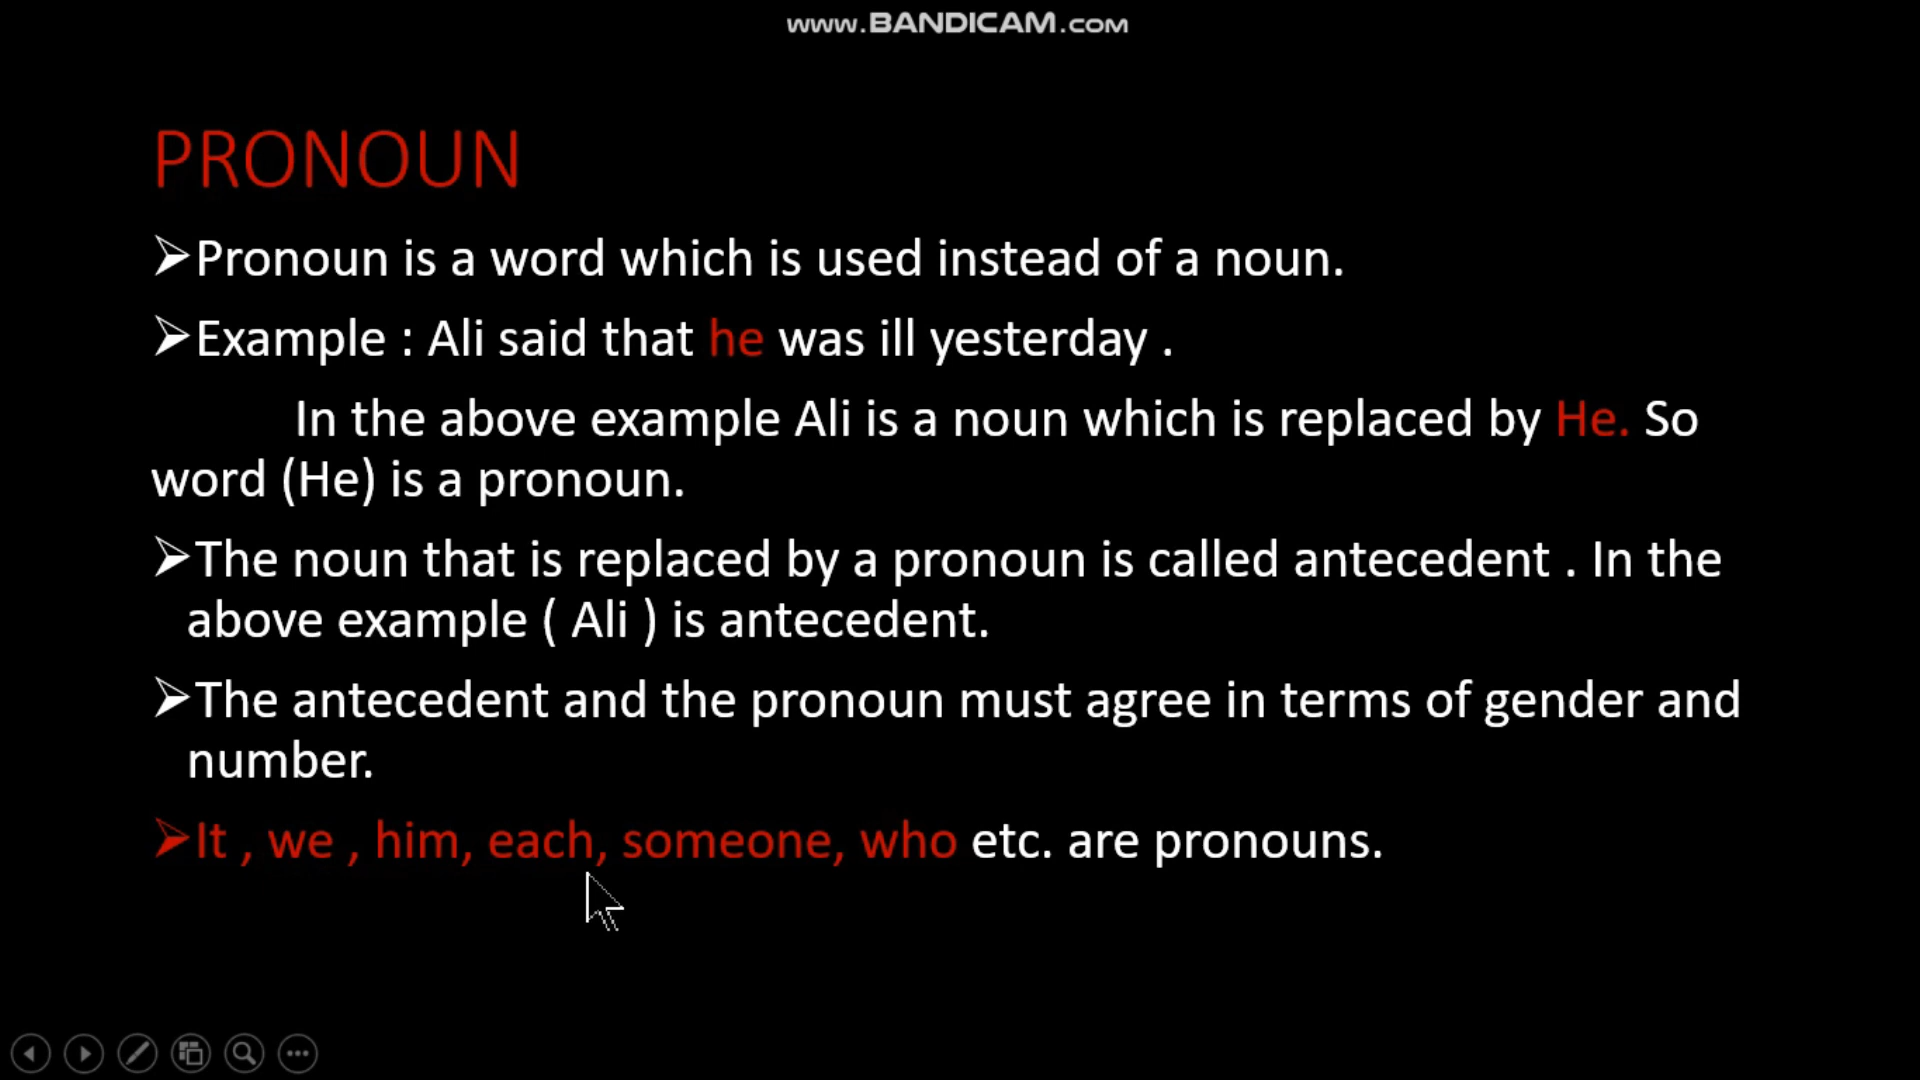 www.BANDICAM.com
PRONOUN
➢Pronoun is a word which is used instead of a noun.
➢Example : Ali said that he was ill yesterday .
In the above example Ali is a noun which is replaced by He. So
word (He) is a pronoun.
➢The noun that is replaced by a pronoun is called antecedent . In the
above example ( Ali ) is antecedent.
➢The antecedent and the pronoun must agree in terms of gender and
number.
➢It , we , him, each, someone, who etc. are pronouns.